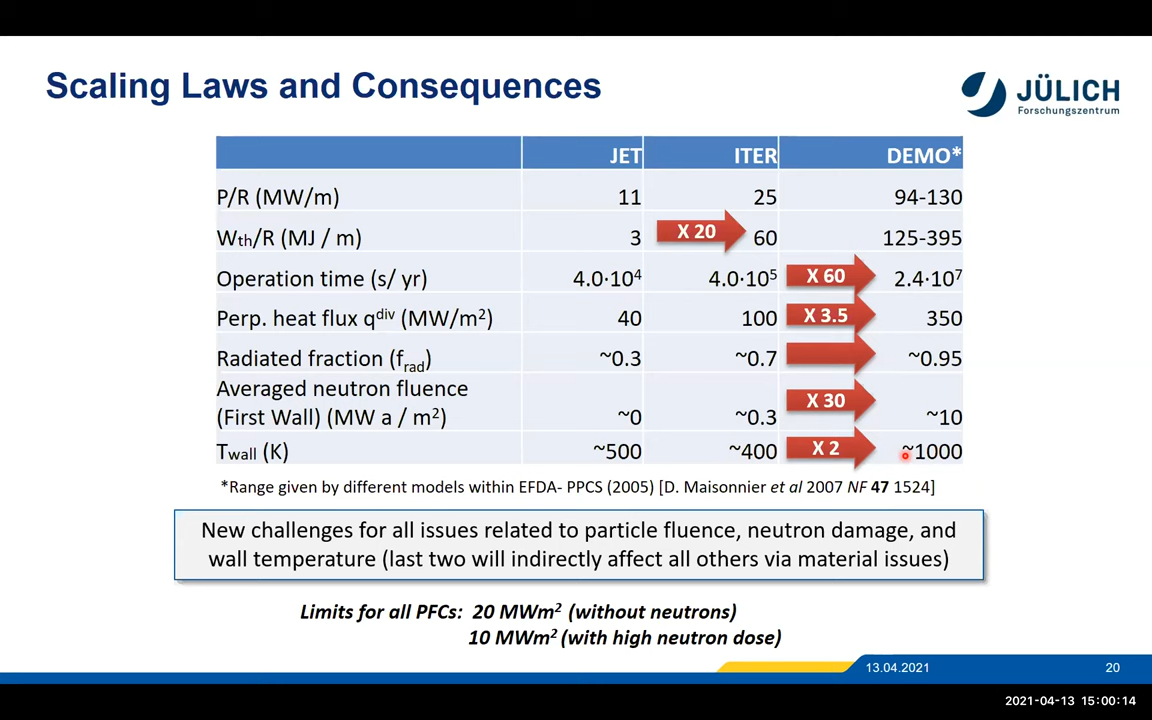 Scaling Laws and Consequences
JÜLICH
Forschungszentrum
JET ITER DEMO*
P/R (MW/m) 11 25 94-130
Wth/R (MJ / m) 3 X 20 60 125-395
Operation time (s/ yr) 4.0·10⁴ 4.0·10⁵ X 60 2.4·10⁷
Perp. heat flux qᵈⁱᵛ (MW/m²) 40 100 X 3.5 350
Radiated fraction (frad) ~0.3 ~0.7 ~0.95
Averaged neutron fluence
(First Wall) (MW a / m²) ~0 ~0.3 X 30 ~10
Twall (K) ~500 ~400 X 2 ~1000
*Range given by different models within EFDA- PPCS (2005) [D. Maisonnier et al 2007 NF 47 1524]
New challenges for all issues related to particle fluence, neutron damage, and
wall temperature (last two will indirectly affect all others via material issues)
Limits for all PFCs: 20 MWm² (without neutrons)
10 MWm² (with high neutron dose)
13.04.2021 20
2021-04-13 15:00:14